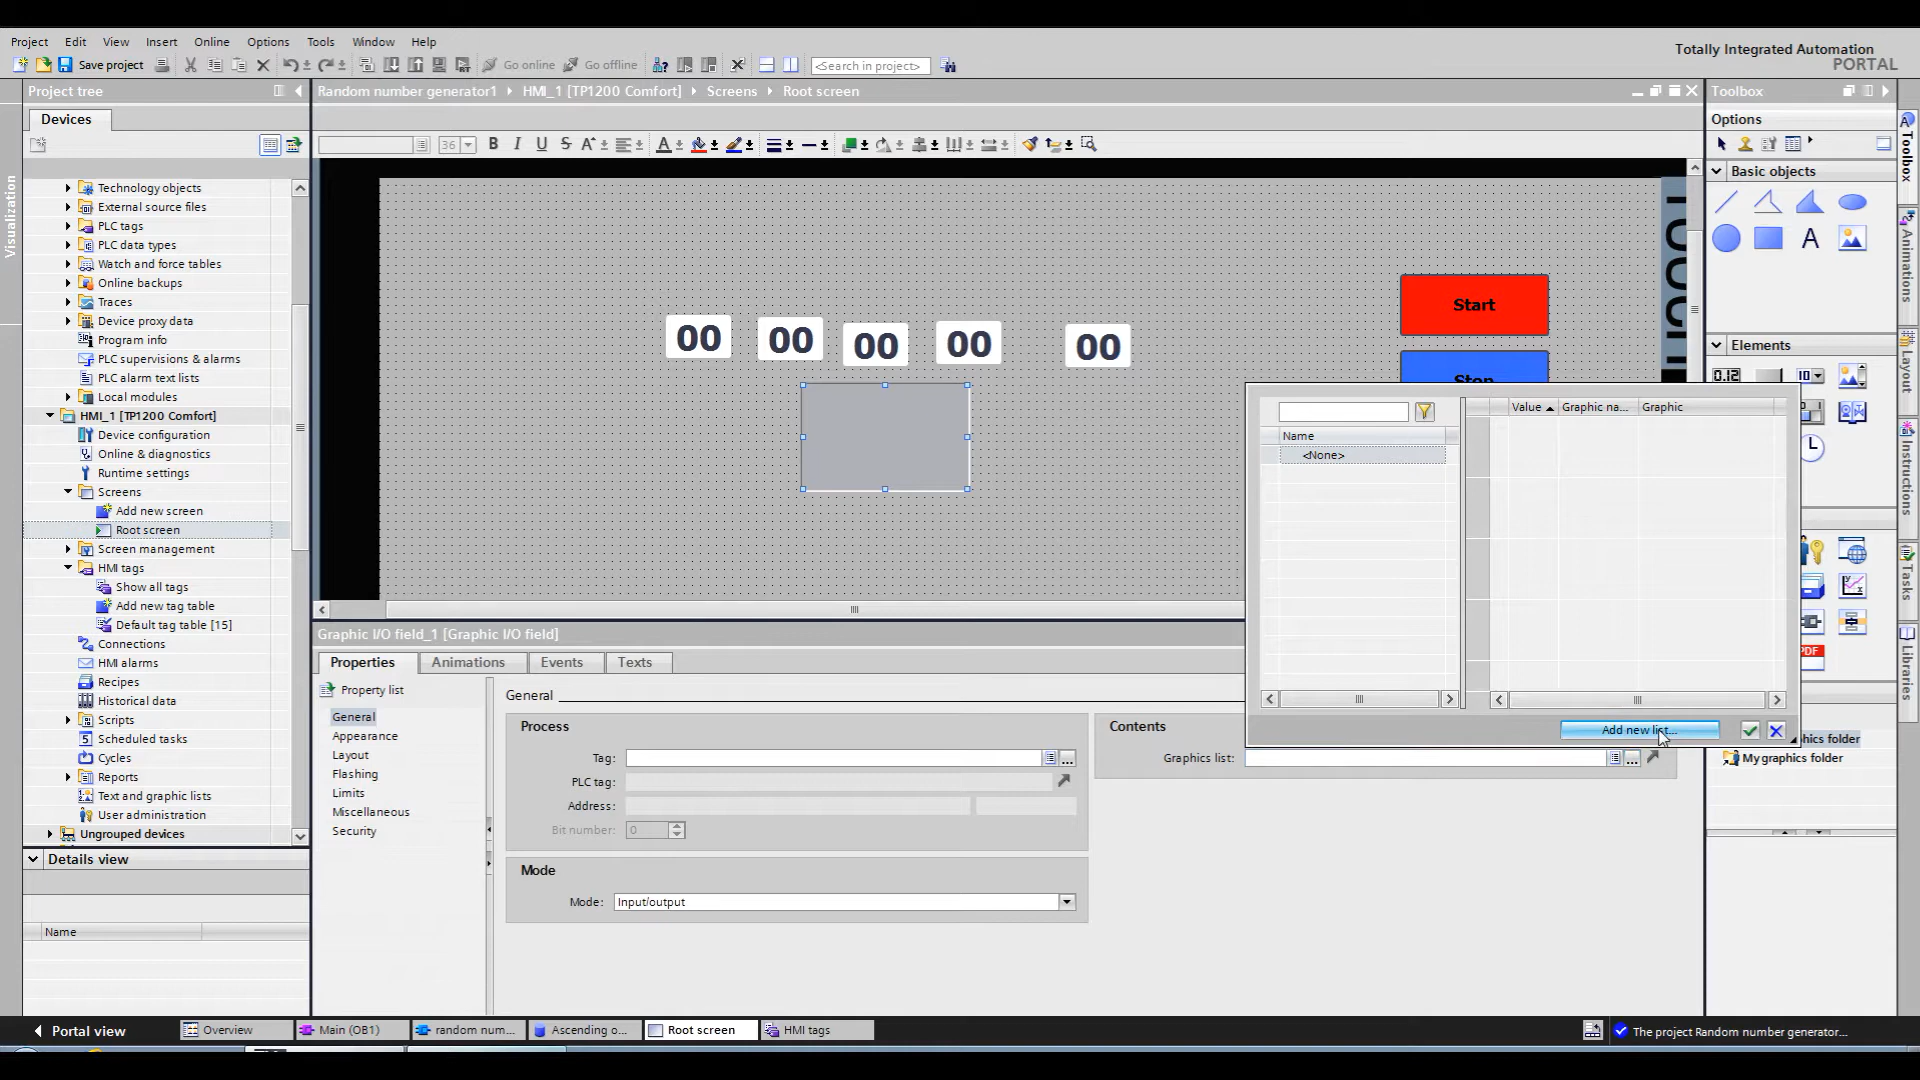 Project Edit View Insert Online Options Tools Window Help
Totally Integrated Automation
PORTAL
Save project
Go online
Go offline
<Search in project>
Project tree
Random number generator1 HMI_1 [TP1200 Comfort] Screens Root screen
Toolbox
Devices
Options
36
B I U S A
Visualization
Technology objects
External source files
PLC tags
PLC data types
Watch and force tables
Online backups
Traces
Device proxy data
Program info
PLC supervisions & alarms
PLC alarm text lists
Local modules
HMI_1 [TP1200 Comfort]
Device configuration
Online & diagnostics
Runtime settings
Screens
Add new screen
Root screen
Screen management
HMI tags
Show all tags
Add new tag table
Default tag table [15]
Connections
HMI alarms
Recipes
Historical data
Scripts
Scheduled tasks
Cycles
Reports
Text and graphic lists
User administration
Ungrouped devices
Details view
Name
00 00 00 00 00
Start
Stop
Basic objects
A
Elements
0.12
10
PDF
Toolbox
Animations
Layout
Instructions
Tasks
Libraries
Name
<None>
Value
Graphic na...
Graphic
Add new list...
hics folder
My graphics folder
Graphic I/O field_1 [Graphic I/O field]
Properties Animations Events Texts
Property list
General
Appearance
Layout
Flashing
Limits
Miscellaneous
Security
General
Process
Tag:
PLC tag:
Address:
Bit number: 0
Mode
Mode: Input/output
Contents
Graphics list:
Portal view
Overview
Main (OB1)
random num...
Ascending o...
Root screen
HMI tags
The project Random number generator...